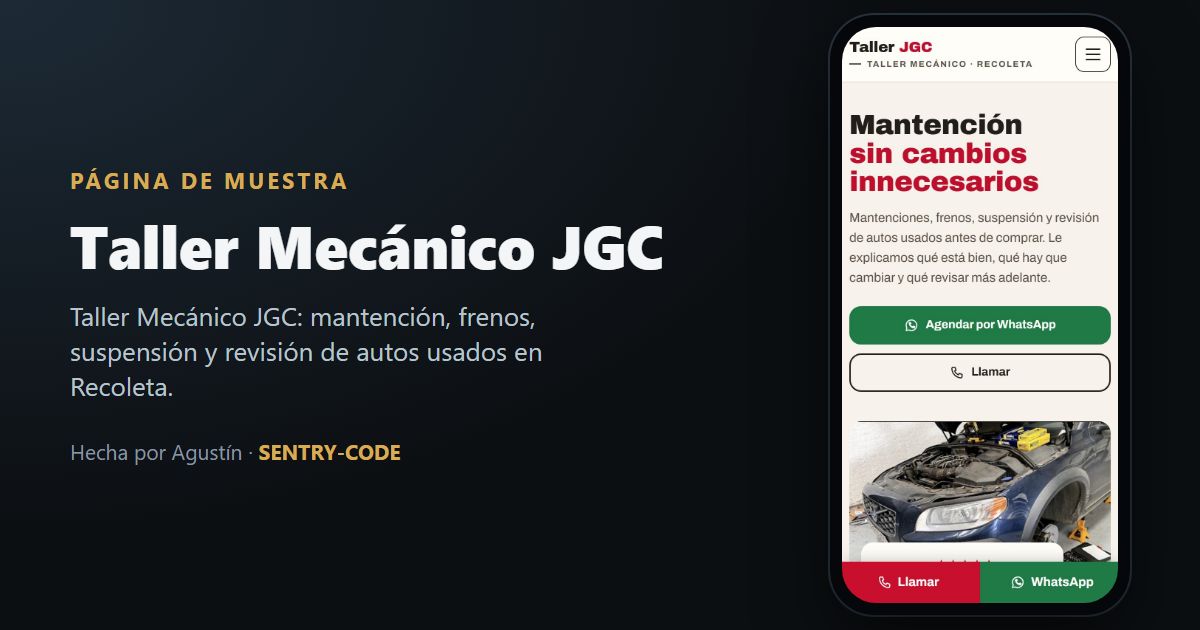 PÁGINA DE MUESTRA
Taller Mecánico JGC
Taller Mecánico JGC: mantención, frenos,
suspensión y revisión de autos usados en
Recoleta.
Hecha por Agustín · SENTRY-CODE
Taller JGC
— TALLER MECÁNICO · RECOLETA
Mantención
sin cambios
innecesarios
Mantenciones, frenos, suspensión y revisión
de autos usados antes de comprar. Le
explicamos qué está bien, qué hay que
cambiar y qué revisar más adelante.
Agendar por WhatsApp
Llamar
Llamar
WhatsApp